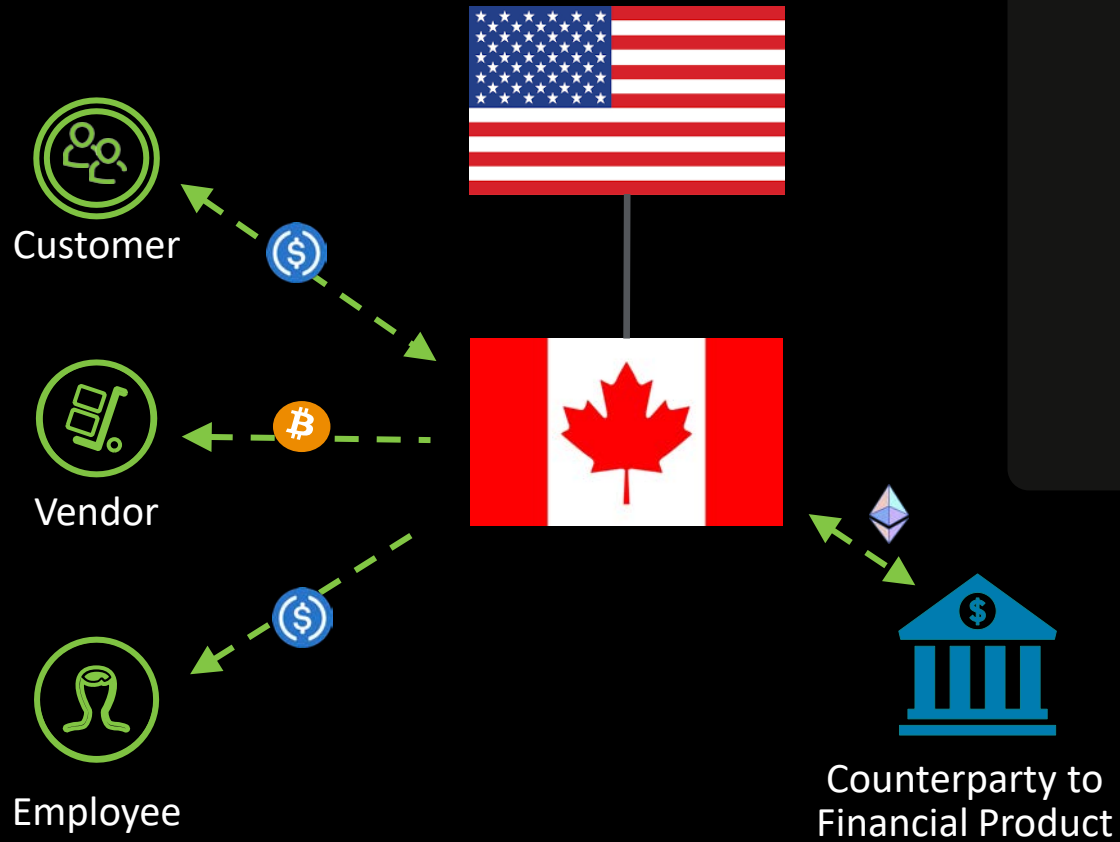 Customer
Vendor
Employee
Counterparty to
Financial Product